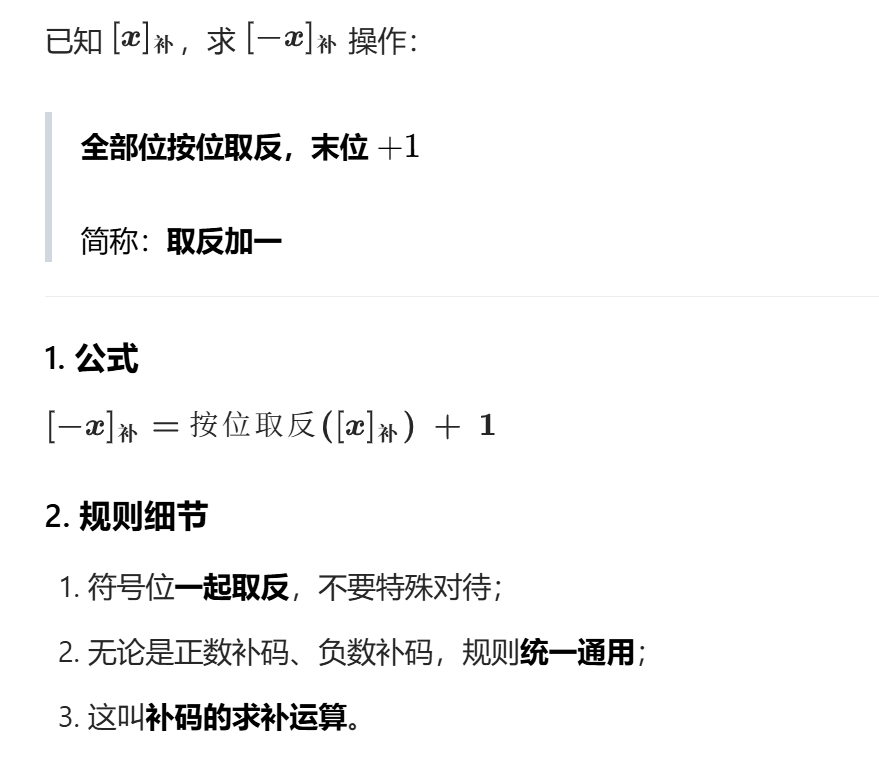 已知 [x]补，求 [−x]补 操作：
全部位按位取反，末位 +1
简称：取反加一
1. 公式
[−x]补 = 按位取反([x]补) + 1
2. 规则细节
1. 符号位一起取反，不要特殊对待；
2. 无论是正数补码、负数补码，规则统一通用；
3. 这叫补码的求补运算。